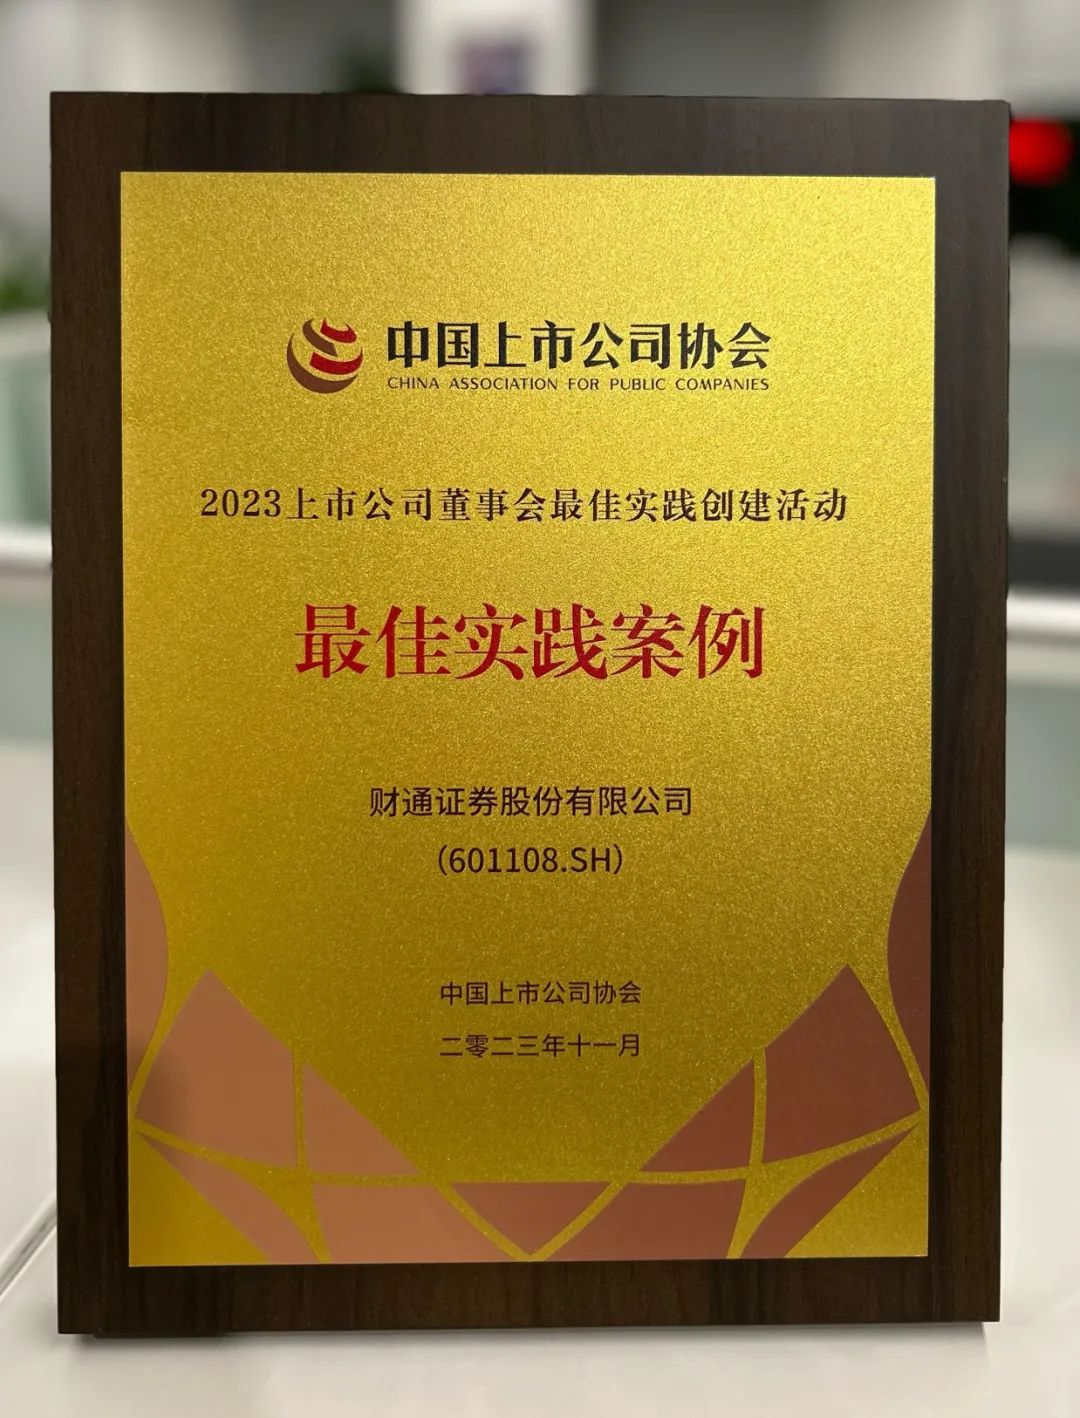 中国上市公司协会
CHINA ASSOCIATION FOR PUBLIC COMPANIES
2023上市公司董事会最佳实践创建活动
最佳实践案例
财通证券股份有限公司
（601108.SH）
中国上市公司协会
二零二三年十一月